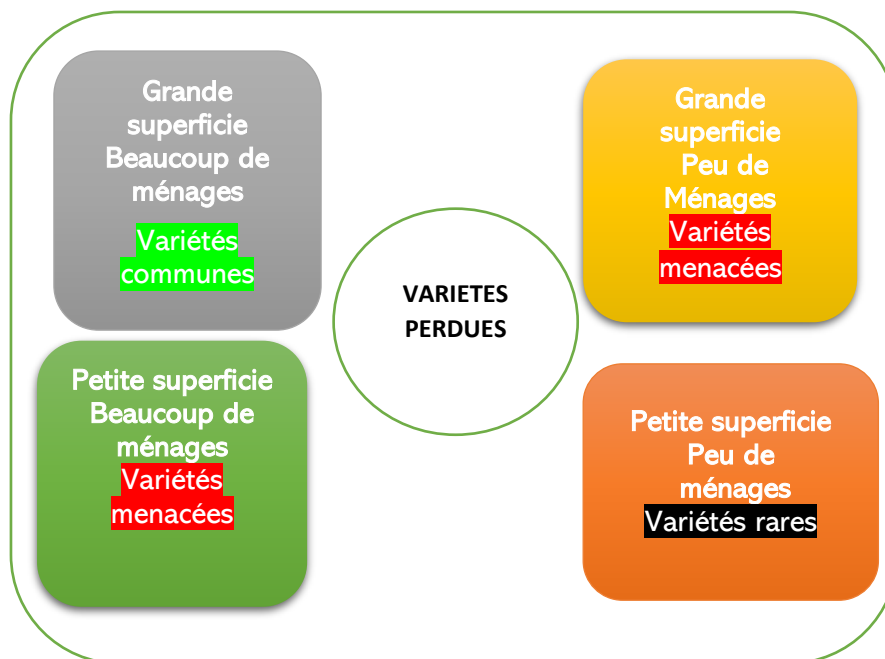 Grande
superficie
Beaucoup de
ménages
Variétés
communes
Grande
superficie
Peu de
Ménages
Variétés
menacées
VARIETES
PERDUES
Petite superficie
Beaucoup de
ménages
Variétés
menacées
Petite superficie
Peu de
ménages
Variétés rares